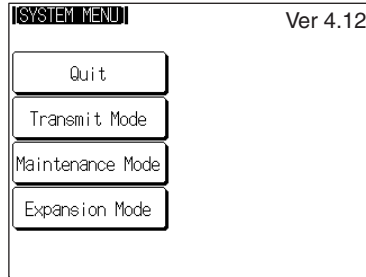 [SYSTEM MENU]
Ver 4.12
Quit
Transmit Mode
Maintenance Mode
Expansion Mode